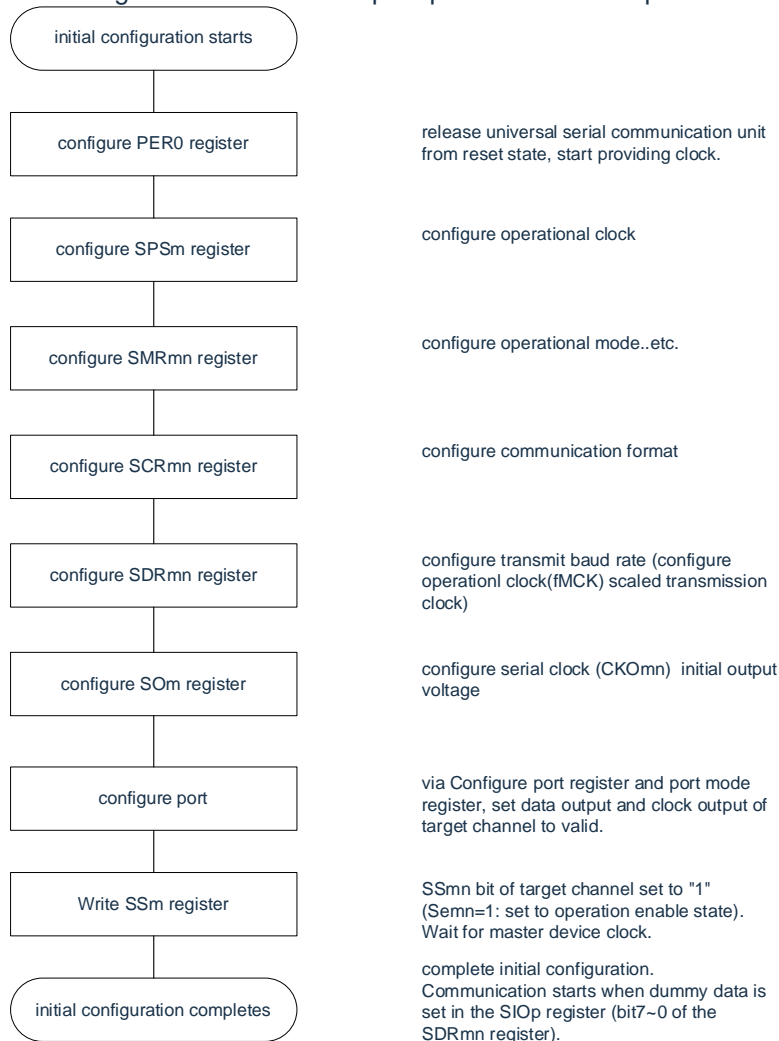 initial configuration starts
configure PER0 register
release universal serial communication unit
from reset state, start providing clock.
configure SPSm register
configure operational clock
configure SMRmn register
configure operational mode..etc.
configure SCRmn register
configure communication format
configure SDRmn register
configure transmit baud rate (configure
operationl clock(fMCK) scaled transmission
clock)
configure SOm register
configure serial clock (CKOmn) initial output
voltage
configure port
via Configure port register and port mode
register, set data output and clock output of
target channel to valid.
Write SSm register
SSmn bit of target channel set to "1"
(Semn=1: set to operation enable state).
Wait for master device clock.
initial configuration completes
complete initial configuration.
Communication starts when dummy data is
set in the SIOp register (bit7~0 of the
SDRmn register).